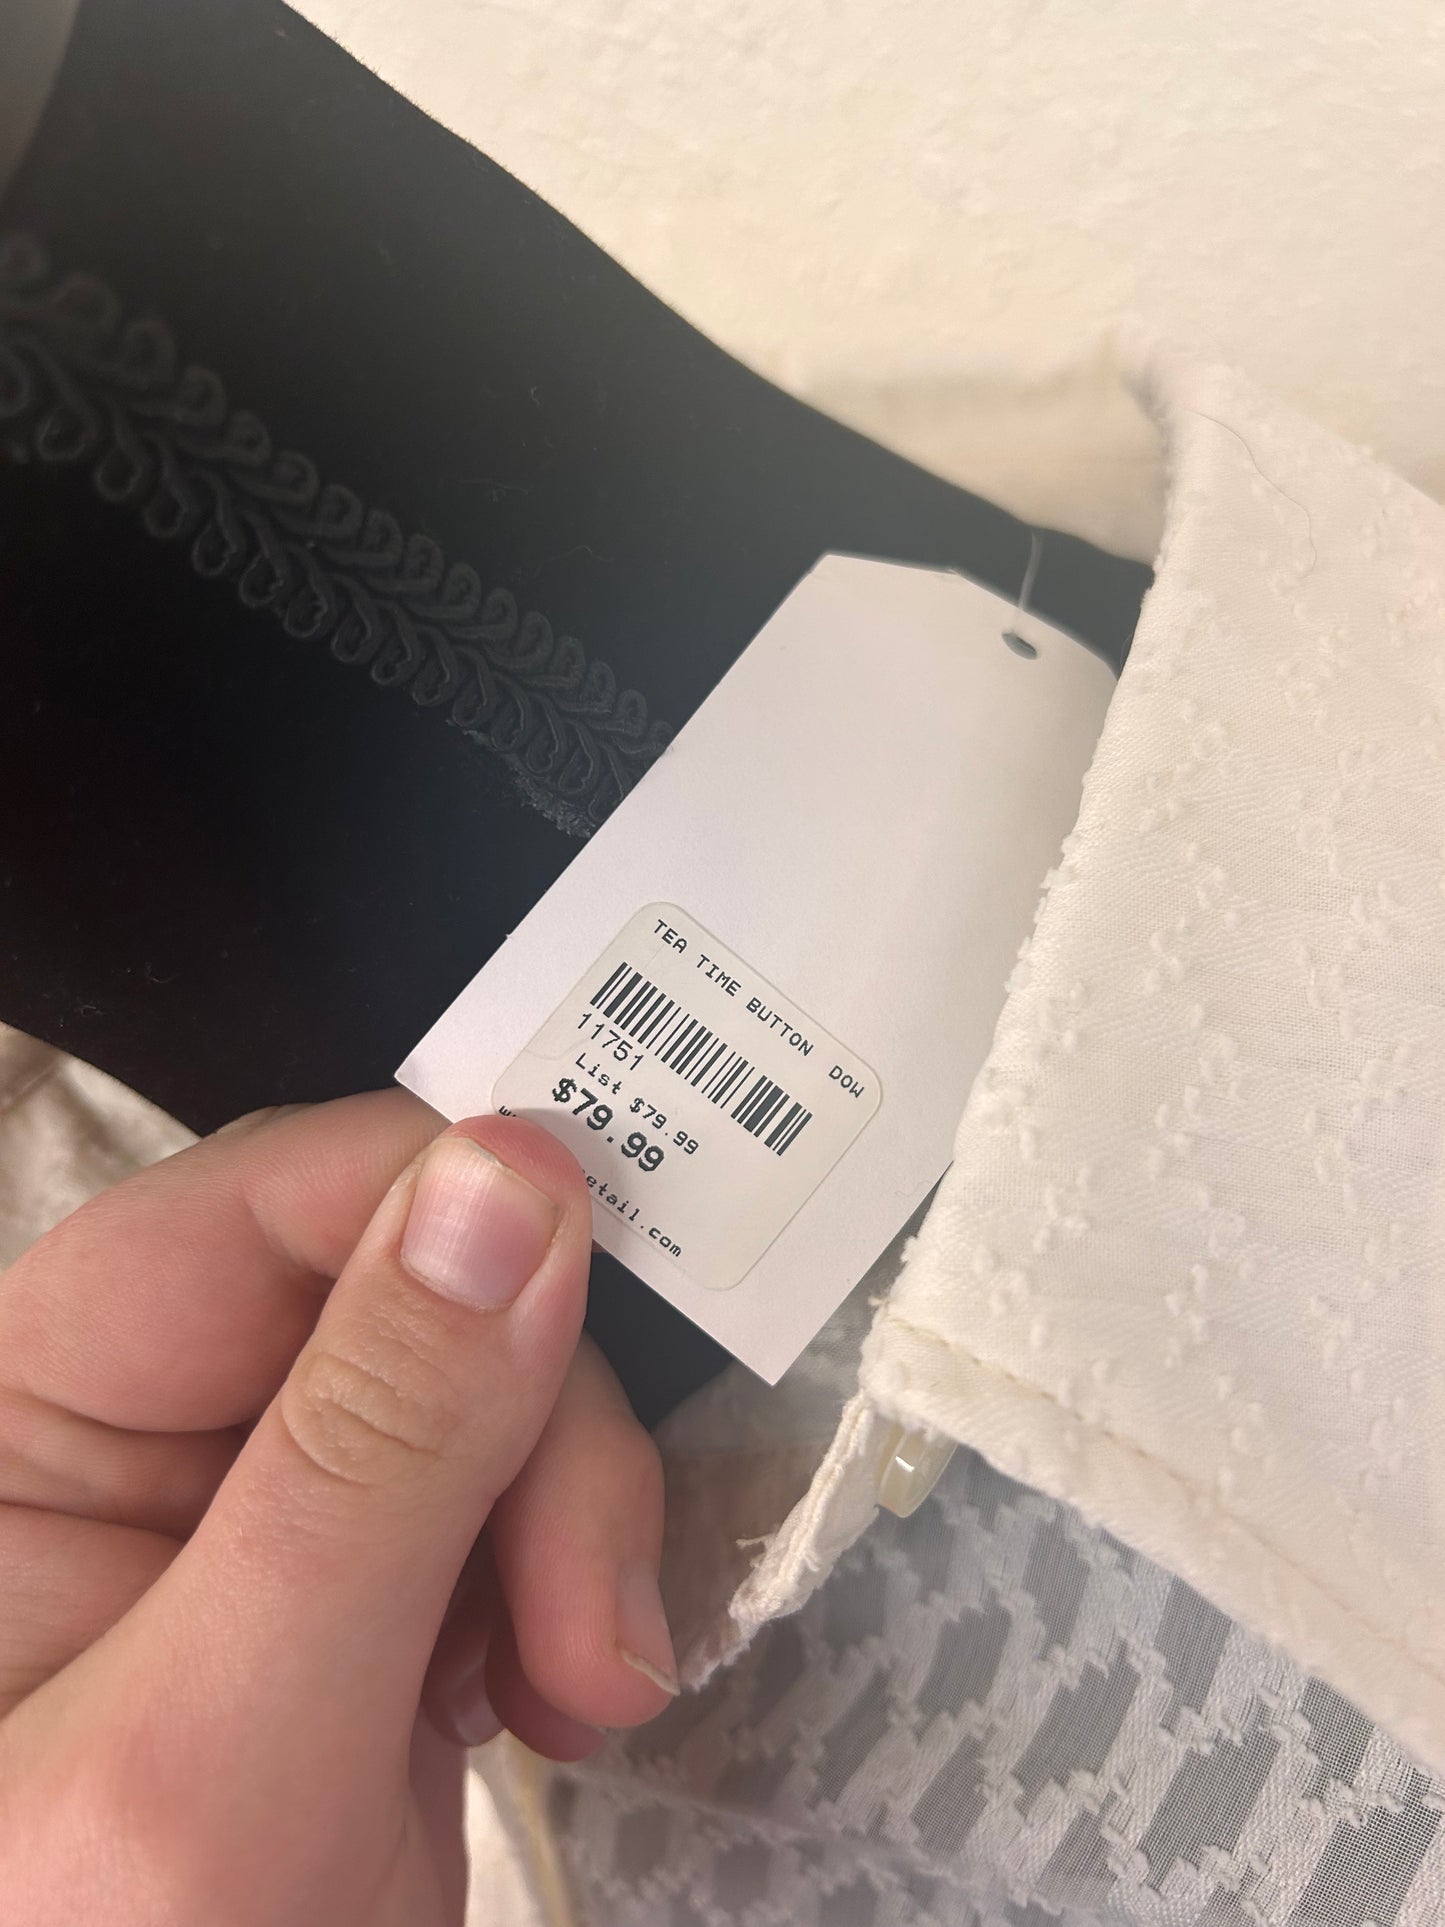 TEA TIME BUTTON DOW
11751
List $79.99
$79.99
etail.com